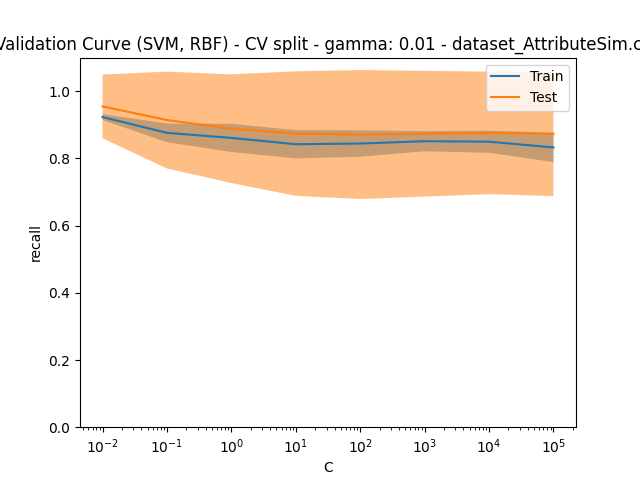 Validation Curve (SVM, RBF) - CV split - gamma: 0.01 - dataset_AttributeSim.c
Train
Test
1.0
0.8
0.6
0.4
0.2
0.0
recall
10⁻² 10⁻¹ 10⁰ 10¹ 10² 10³ 10⁴ 10⁵
C